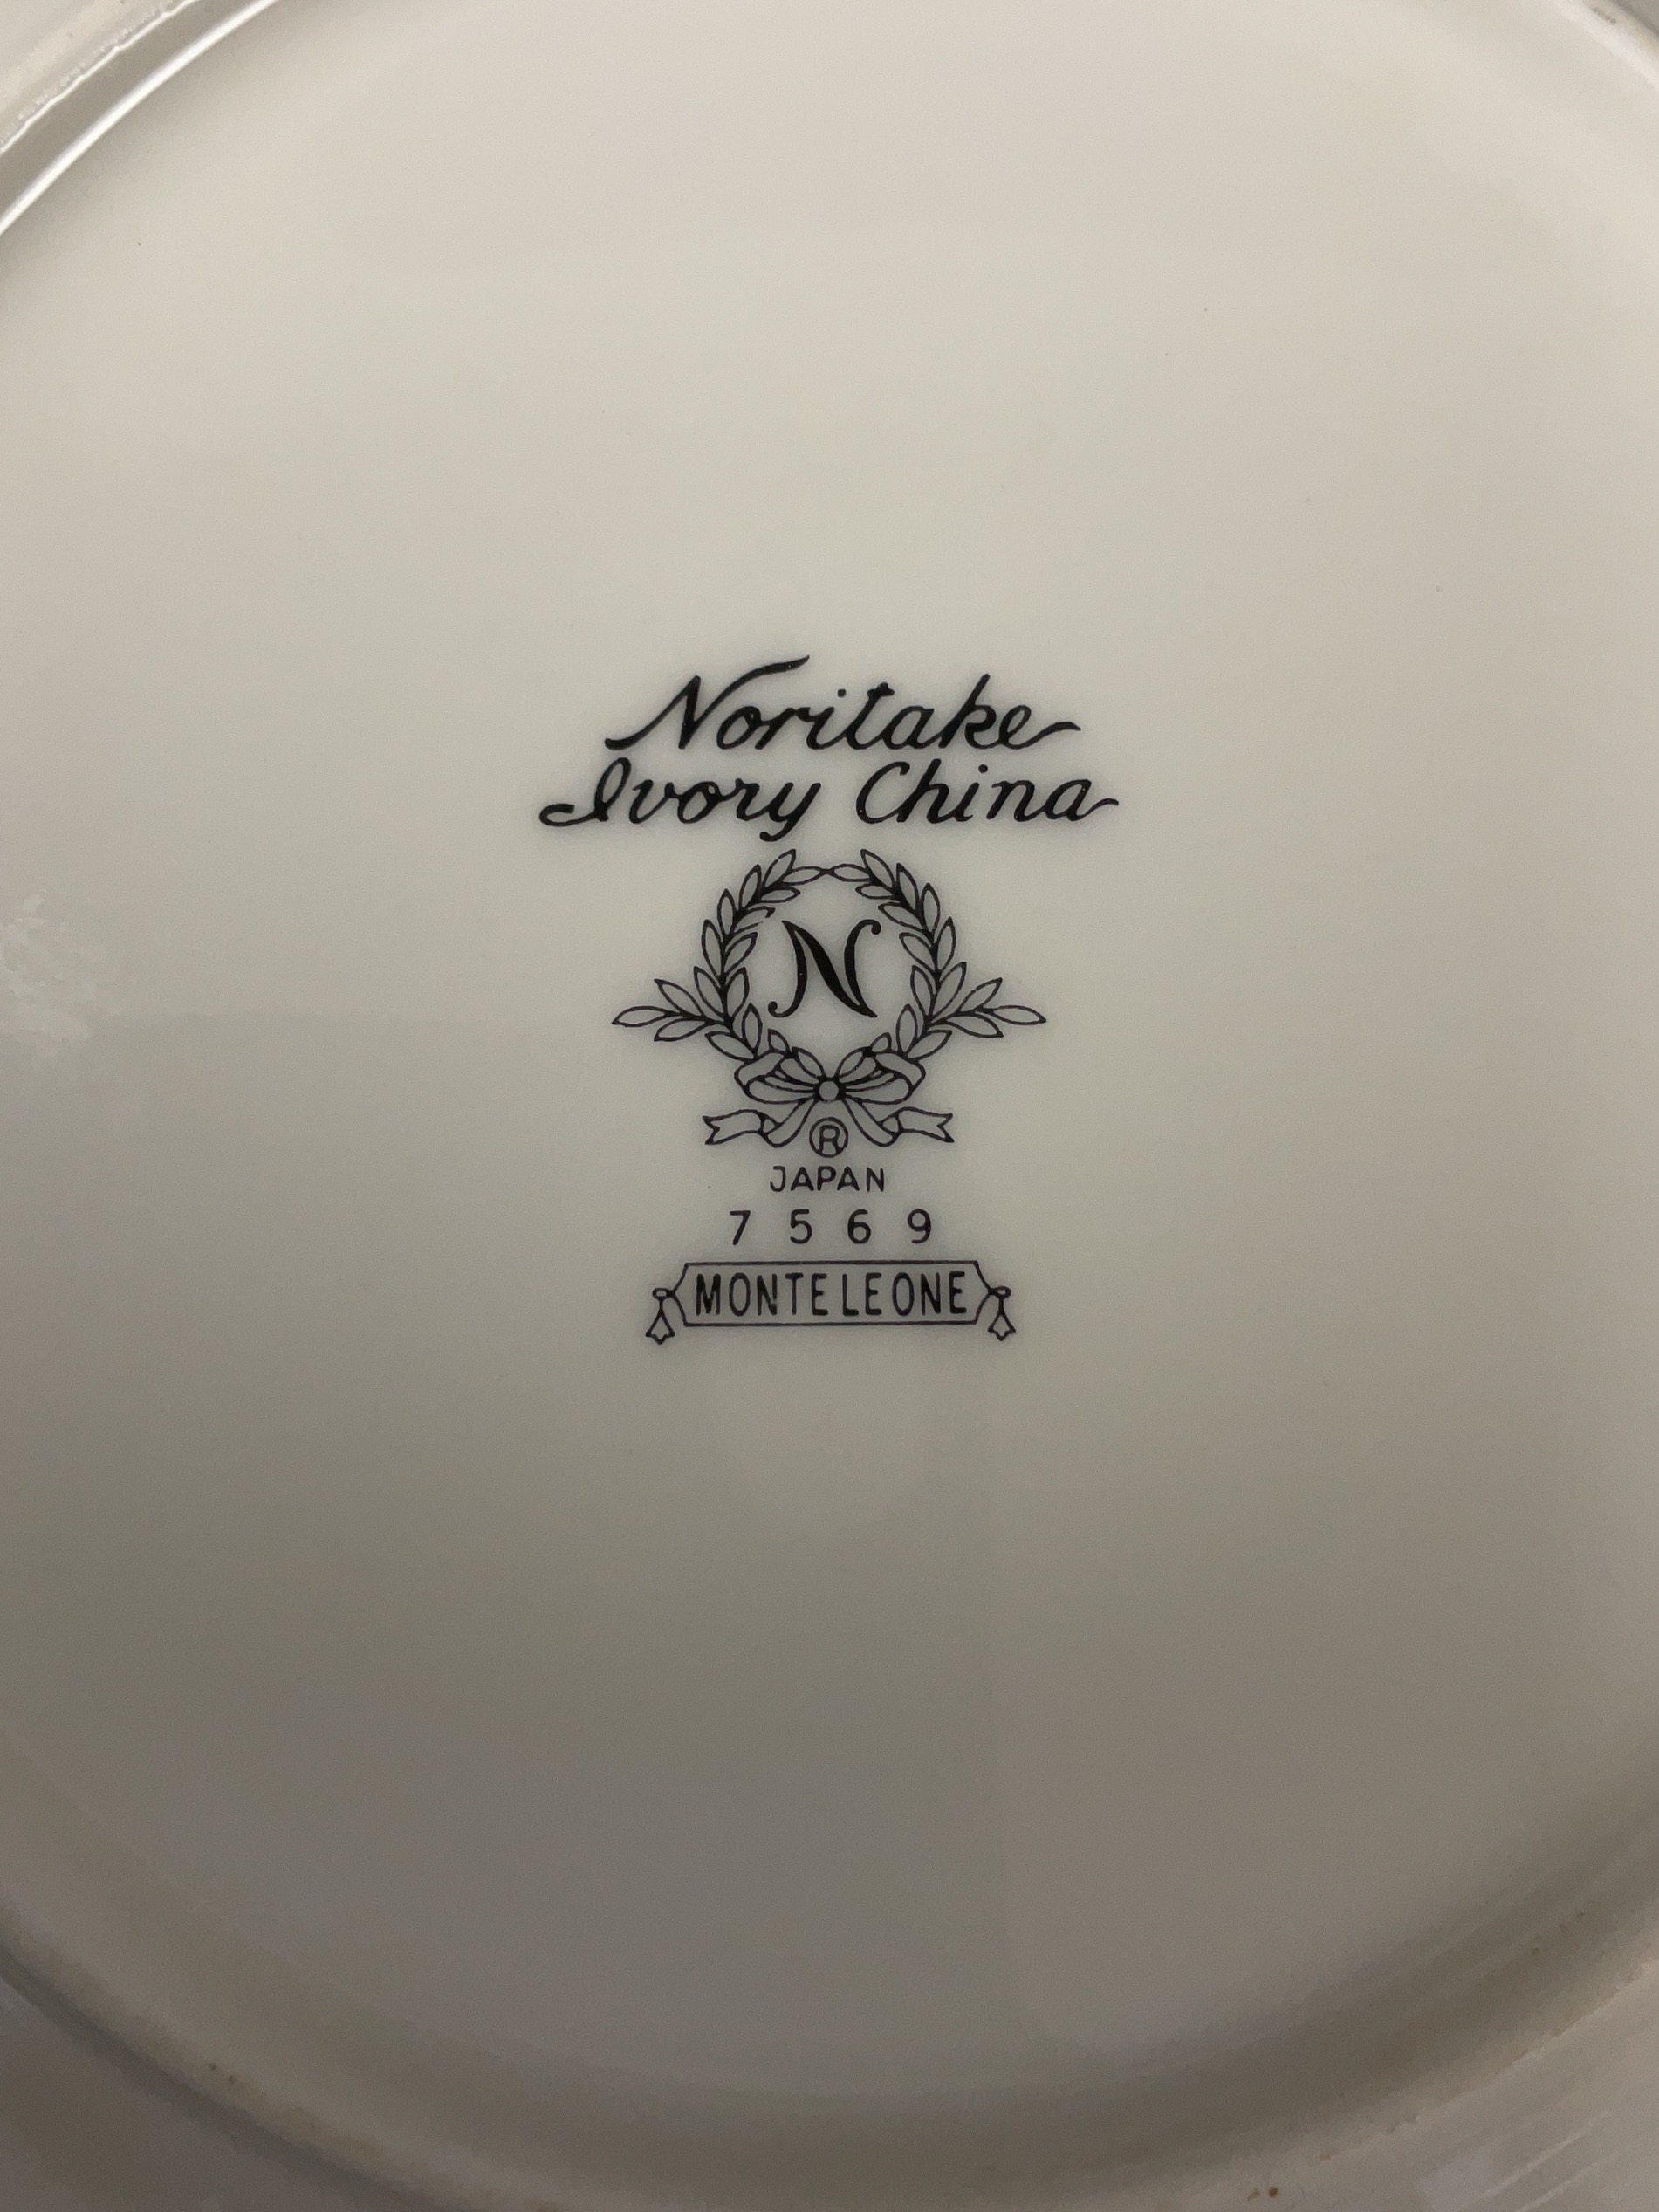 Noritake
Ivory China
N
®
JAPAN
7569
MONTELEONE